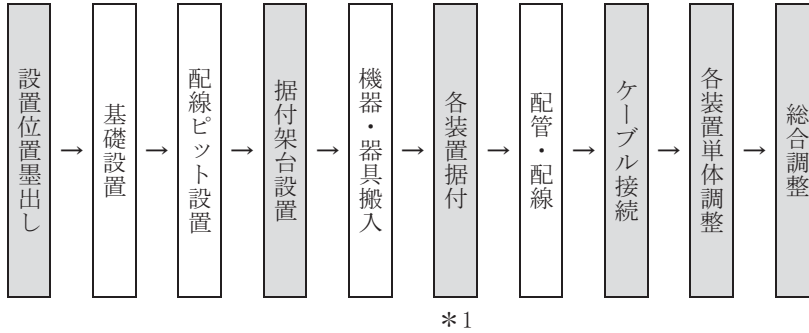 設置位置墨出し
→
基礎設置
→
配線ピット設置
→
据付架台設置
→
機器・器具搬入
→
各装置据付
→
配管・配線
→
ケーブル接続
→
各装置単体調整
→
総合調整
＊1